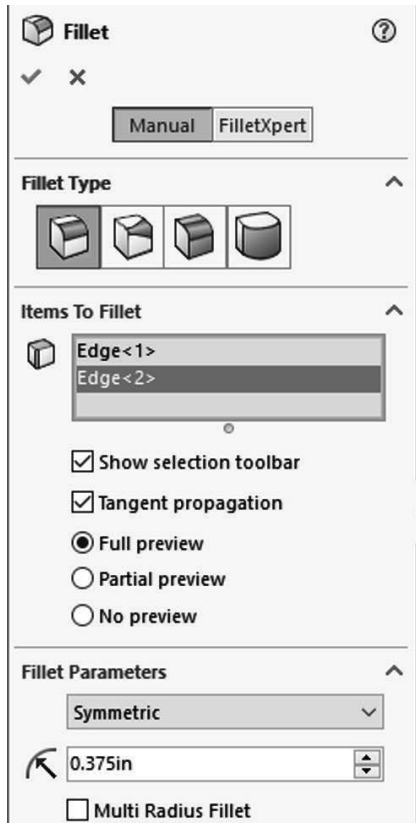 Fillet
Manual FilletXpert
Fillet Type
Items To Fillet
Edge<1>
Edge<2>
Show selection toolbar
Tangent propagation
Full preview
Partial preview
No preview
Fillet Parameters
Symmetric
0.375in
Multi Radius Fillet